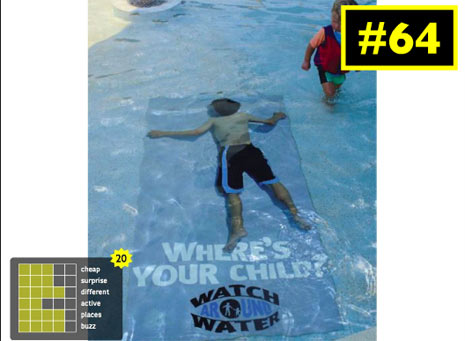 #64
WHERE'S
YOUR CHILD?
WATCH
AROUND
WATER
20
cheap
surprise
different
active
places
buzz